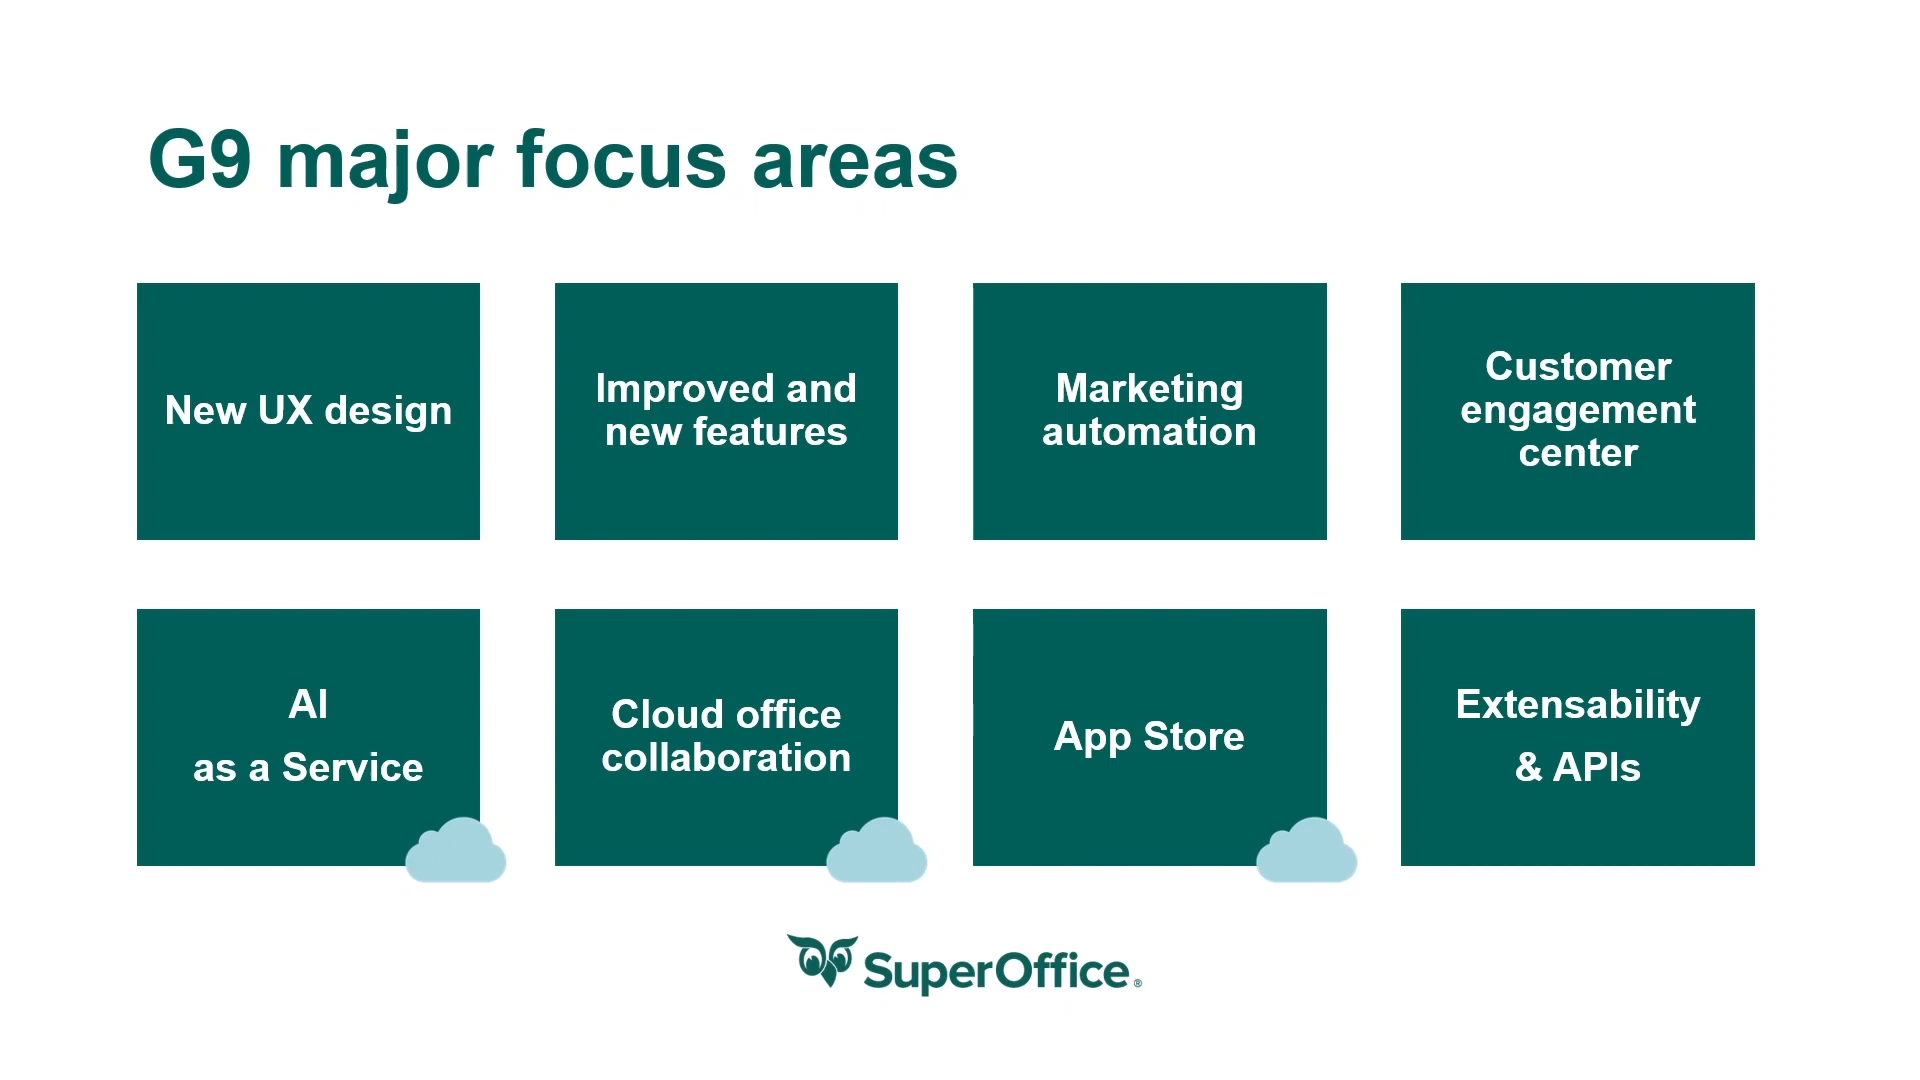 G9 major focus areas
New UX design
Improved and
new features
Marketing
automation
Customer
engagement
center
AI
as a Service
Cloud office
collaboration
App Store
Extensability
& APIs
SuperOffice®